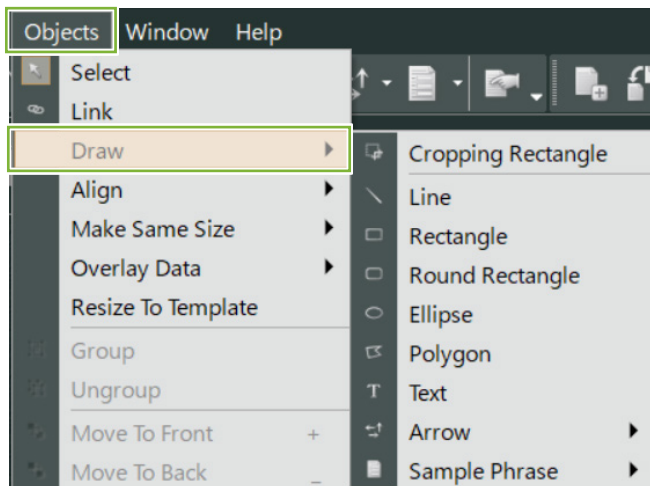 Objects Window Help
Select
Link
Draw
Align
Make Same Size
Overlay Data
Resize To Template
Group
Ungroup
Move To Front +
Move To Back _
Cropping Rectangle
Line
Rectangle
Round Rectangle
Ellipse
Polygon
T Text
Arrow
Sample Phrase